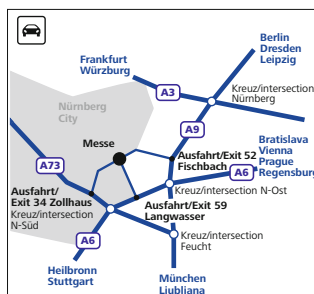 Berlin
Dresden
Leipzig
Frankfurt
Würzburg
A3
Kreuz/intersection
Nürnberg
Nürnberg
City
A9
Messe
Ausfahrt/Exit 52
Fischbach
Bratislava
Vienna
Prague
Regensburg
A73
A6
Kreuz/intersection N-Ost
Ausfahrt/
Exit 34 Zollhaus
Kreuz/intersection
N-Süd
Ausfahrt/Exit 59
Langwasser
A6
Kreuz/intersection
Feucht
Heilbronn
Stuttgart
München
Ljubljana